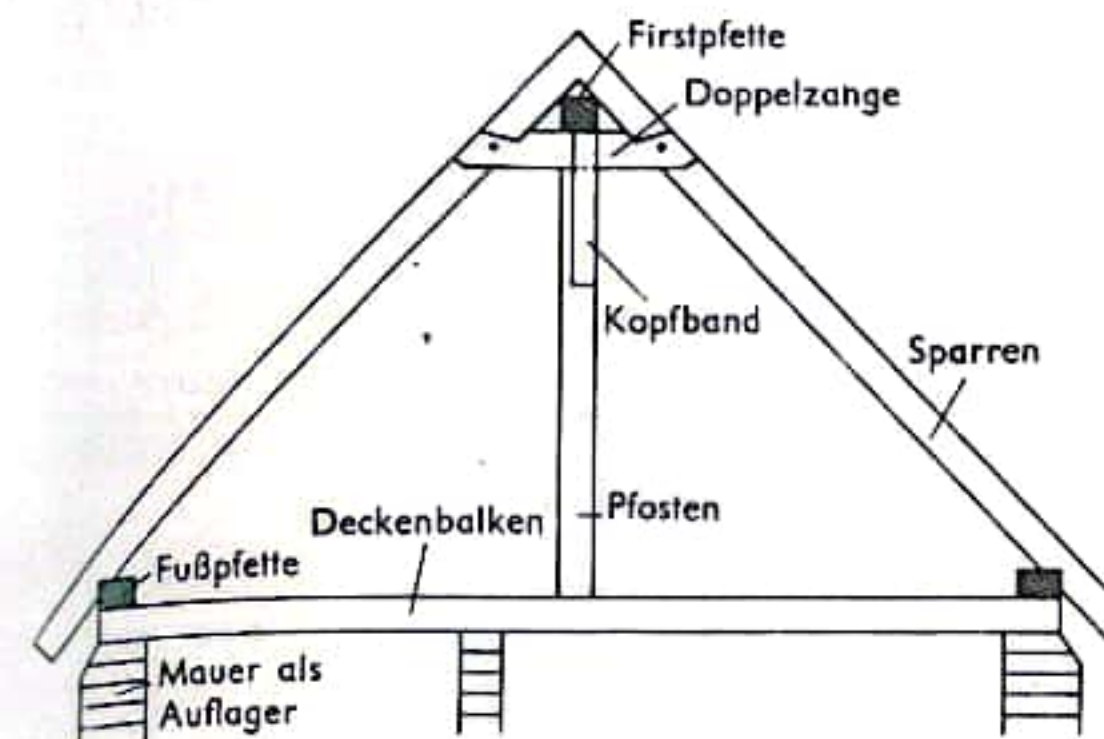 Firstpfette
Doppelzange
Kopfband
Sparren
Deckenbalken
Pfosten
Fußpfette
Mauer als
Auflager